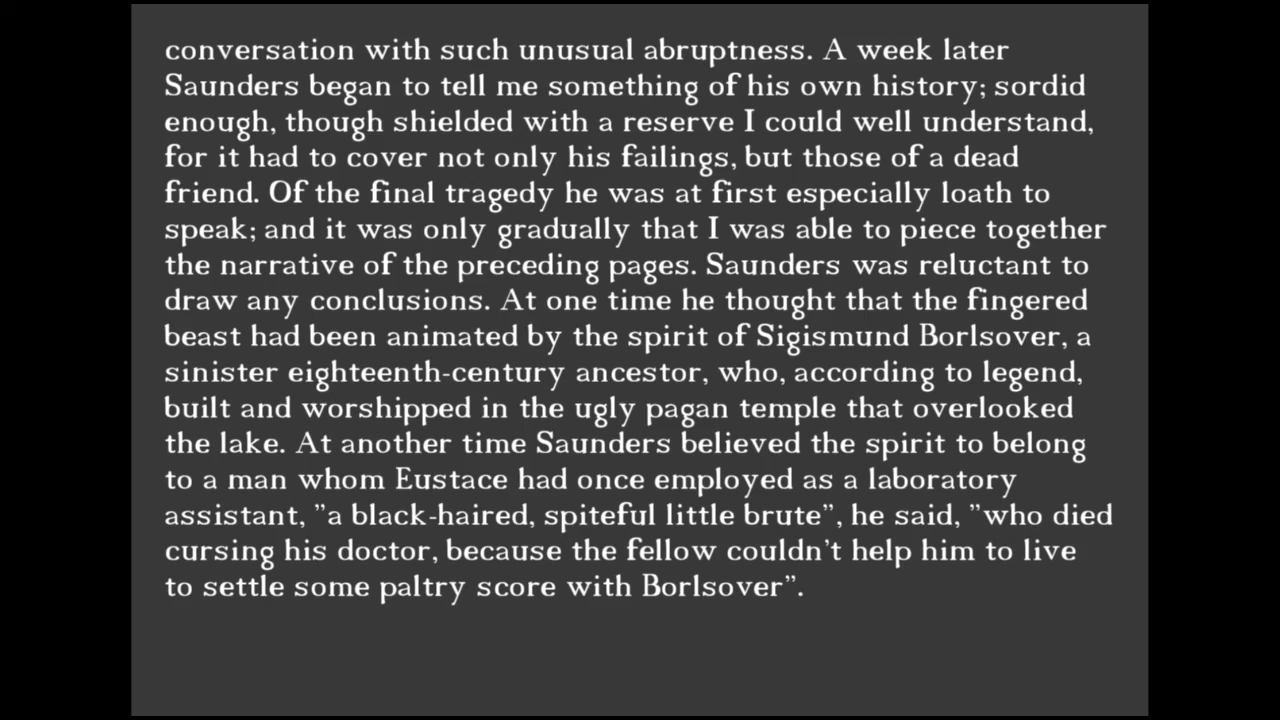 conversation with such unusual abruptness. A week later
Saunders began to tell me something of his own history; sordid
enough, though shielded with a reserve I could well understand,
for it had to cover not only his failings, but those of a dead
friend. Of the final tragedy he was at first especially loath to
speak; and it was only gradually that I was able to piece together
the narrative of the preceding pages. Saunders was reluctant to
draw any conclusions. At one time he thought that the fingered
beast had been animated by the spirit of Sigismund Borlsover, a
sinister eighteenth-century ancestor, who, according to legend,
built and worshipped in the ugly pagan temple that overlooked
the lake. At another time Saunders believed the spirit to belong
to a man whom Eustace had once employed as a laboratory
assistant, ”a black-haired, spiteful little brute”, he said, ”who died
cursing his doctor, because the fellow couldn’t help him to live
to settle some paltry score with Borlsover”.